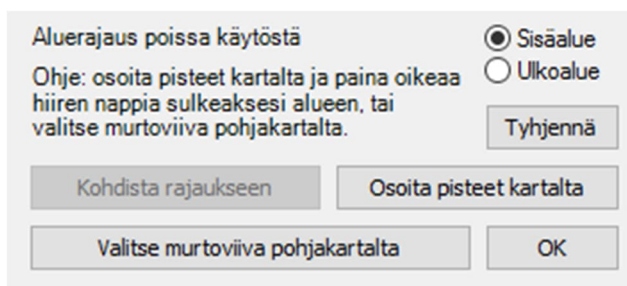 Aluerajaus poissa käytöstä
Sisäalue
Ulkoalue
Ohje: osoita pisteet kartalta ja paina oikeaa
hiiren nappia sulkeaksesi alueen, tai
valitse murtoviiva pohjakartalta.
Tyhjennä
Kohdista rajaukseen
Osoita pisteet kartalta
Valitse murtoviiva pohjakartalta
OK